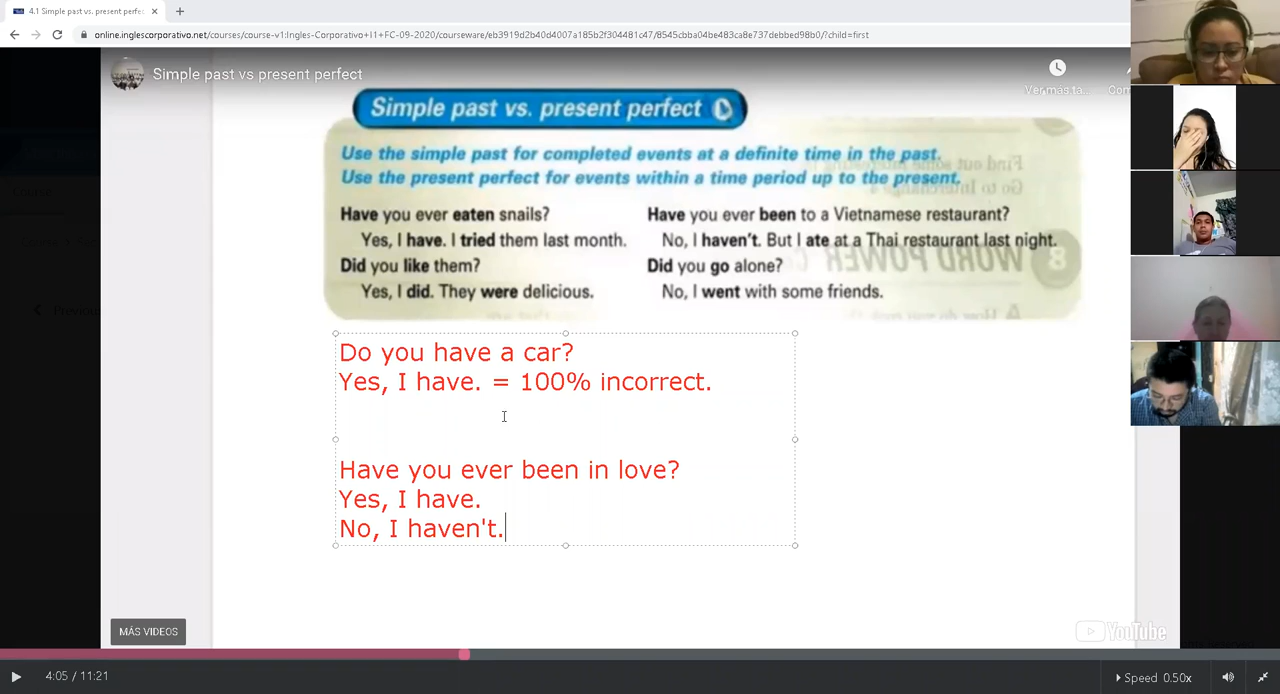 4.1 Simple past vs. present perfe
online.inglescorporativo.net/courses/course-v1:Ingles-Corporativo+I1+FC-09-2020/courseware/eb3919d2b40d4007a185b2f304481c47/8545cbba04be483ca8e737debbed98b0/?child=first
Simple past vs present perfect
Ver más ta...
Com
Simple past vs. present perfect
Use the simple past for completed events at a definite time in the past.
Use the present perfect for events within a time period up to the present.
Have you ever eaten snails?
Yes, I have. I tried them last month.
Did you like them?
Yes, I did. They were delicious.
Have you ever been to a Vietnamese restaurant?
No, I haven't. But I ate at a Thai restaurant last night.
Did you go alone?
No, I went with some friends.
WORD POWER
8
Previou
Do you have a car?
Yes, I have. = 100% incorrect.
Have you ever been in love?
Yes, I have.
No, I haven't.
MÁS VIDEOS
YouTube
4:05 / 11:21
Speed 0.50x